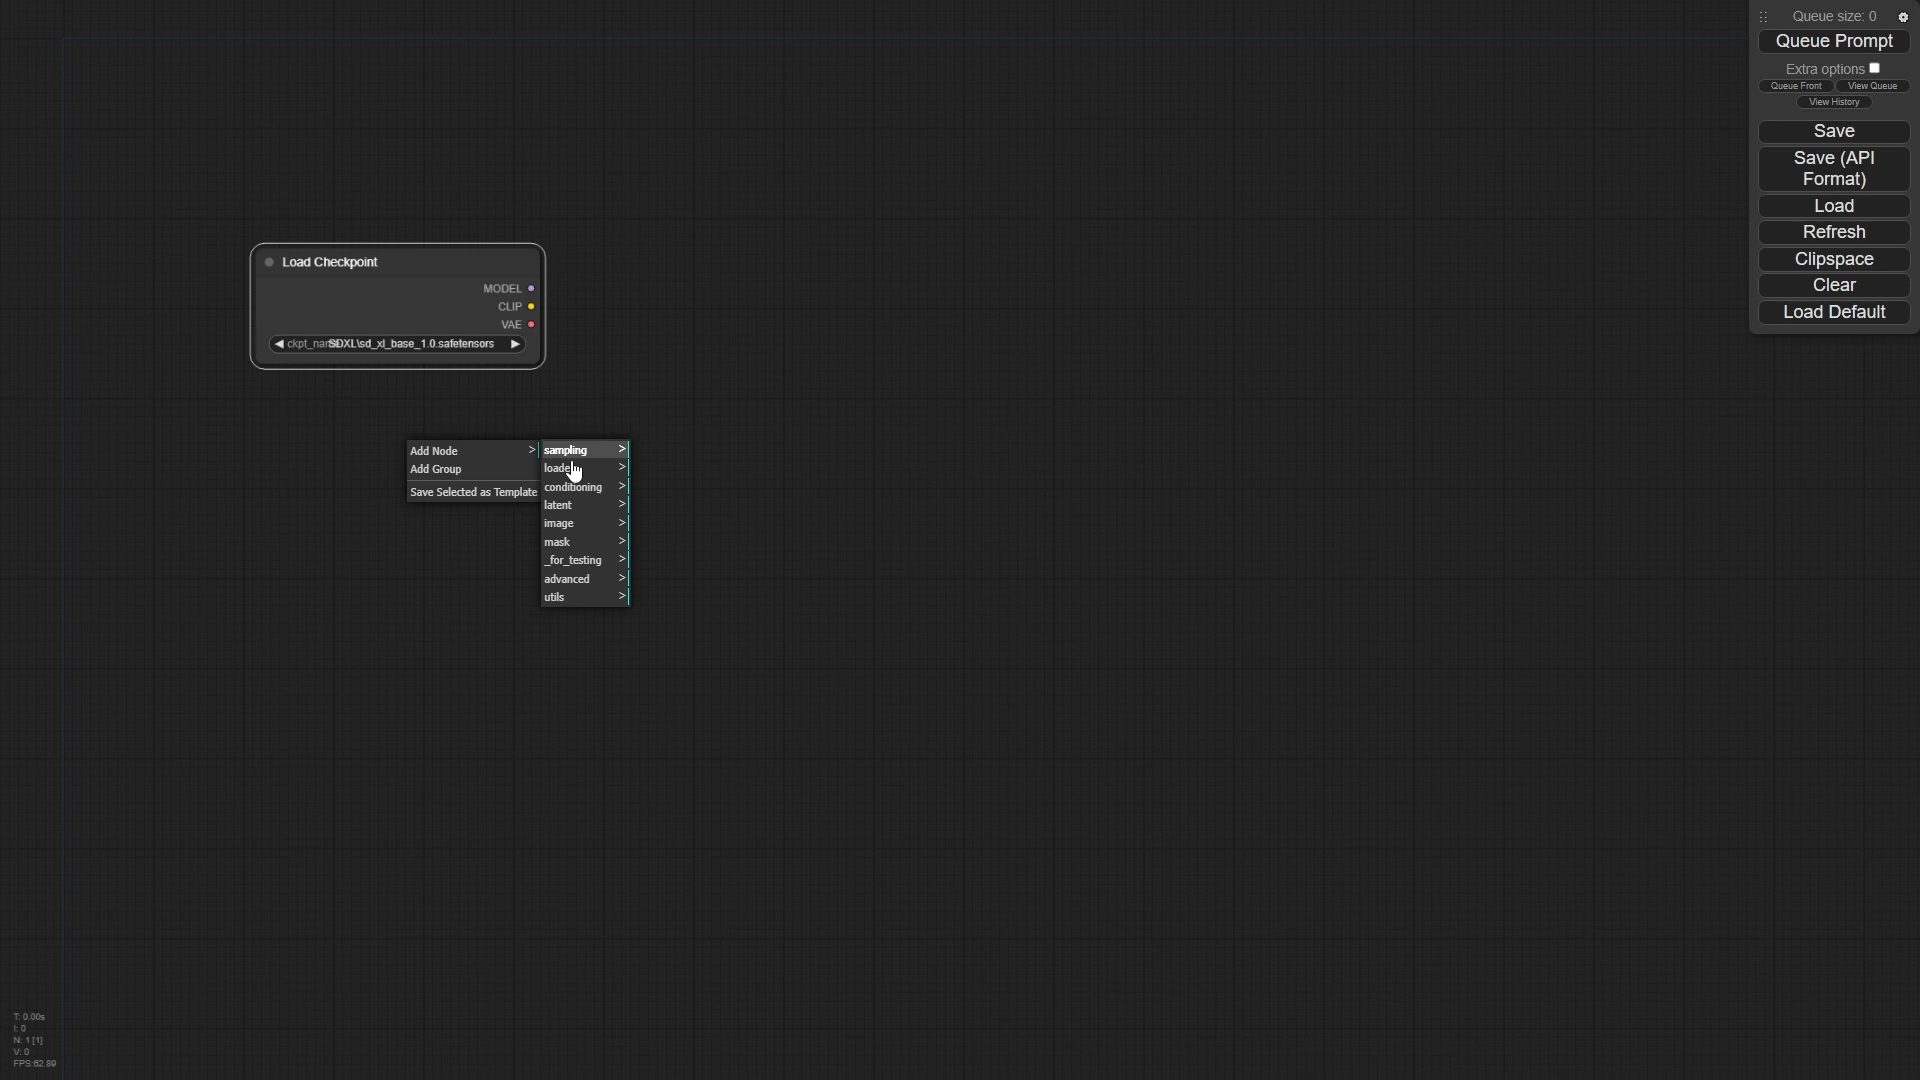 Queue size: 0
Queue Prompt
Extra options
Queue Front
View Queue
View History
Save
Save (API
Format)
Load
Refresh
Clipspace
Clear
Load Default
Load Checkpoint
MODEL
CLIP
VAE
SDXL\sd_xl_base_1.0.safetensors
Add Node >
Add Group
Save Selected as Template
sampling >
conditioning >
latent >
image >
mask >
_for_testing >
advanced >
utils >
T: 0.00s
I: 0
N: 1 [1]
V: 0
FPS:62.89